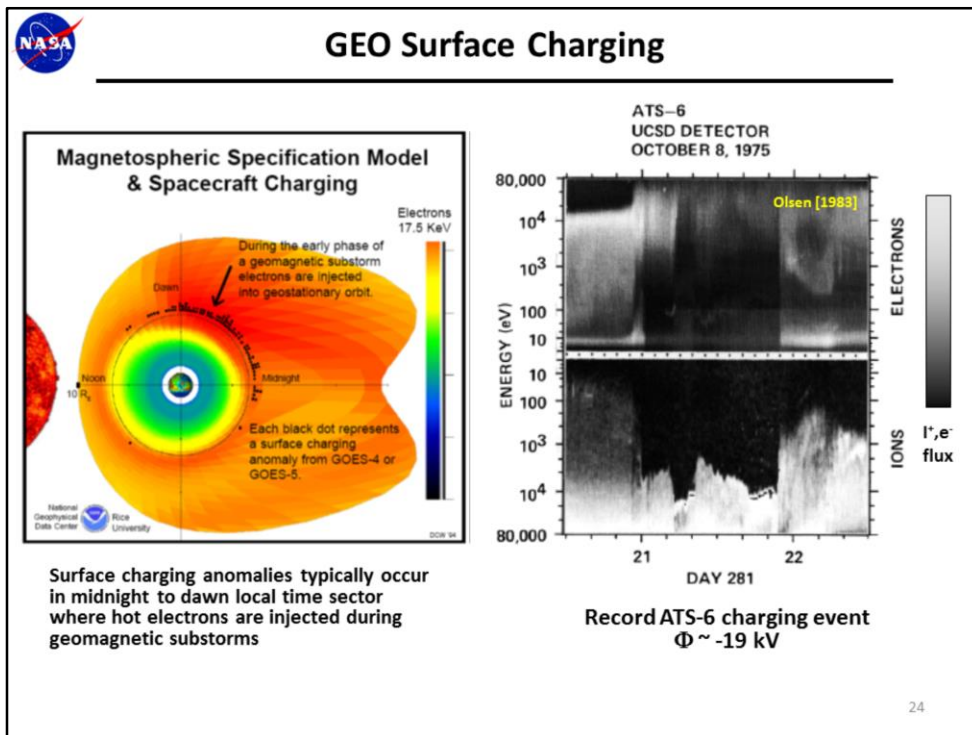 NASA
GEO Surface Charging
Magnetospheric Specification Model
& Spacecraft Charging
Electrons
17.5 KeV
During the early phase of
a geomagnetic substorm
electrons are injected
into geostationary orbit.
Dawn
Noon
Midnight
10 RE
Each black dot represents
a surface charging
anomaly from GOES-4 or
GOES-5.
National
Geophysical
Data Center
Rice
University
DCW '94
Surface charging anomalies typically occur
in midnight to dawn local time sector
where hot electrons are injected during
geomagnetic substorms
ATS-6
UCSD DETECTOR
OCTOBER 8, 1975
Olsen [1983]
80,000
10⁴
10³
100
10
10
100
10³
10⁴
80,000
ENERGY (eV)
ELECTRONS
IONS
21 22
DAY 281
I⁺,e⁻
flux
Record ATS-6 charging event
Φ ~ -19 kV
24